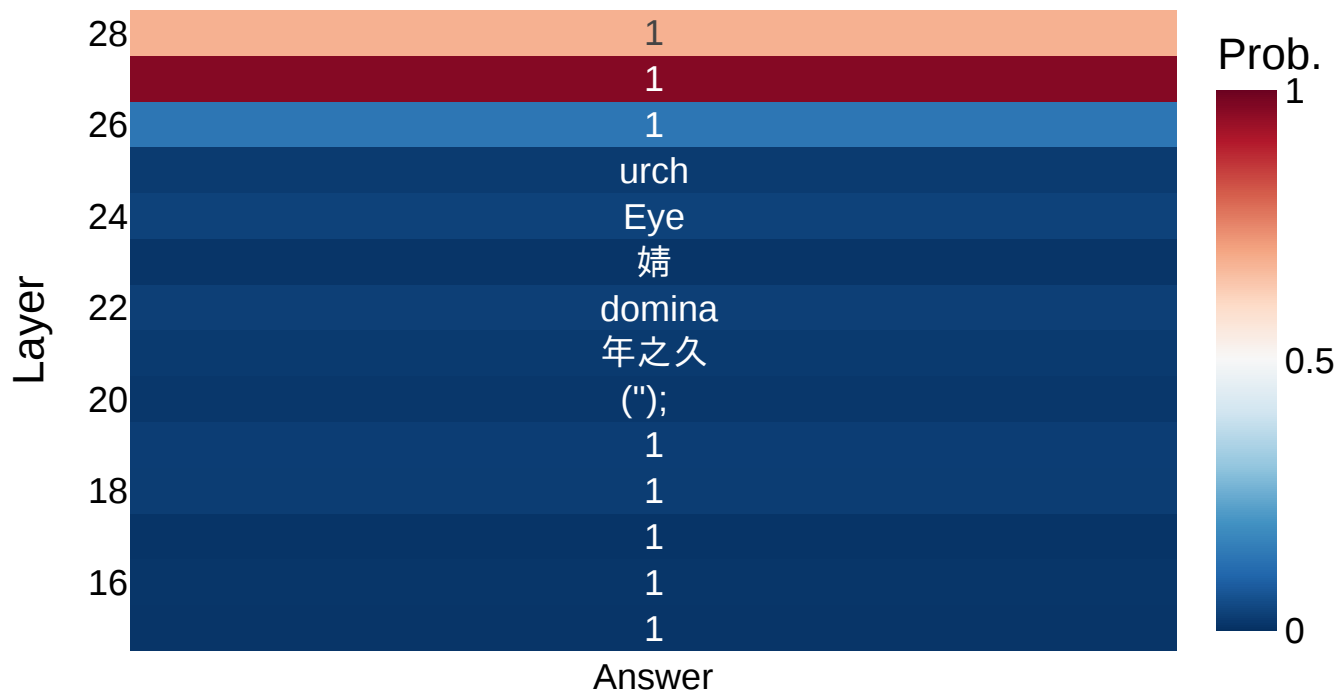 28
1
Prob.
1
1
26
1
urch
24
Eye
婧
Layer
22
domina
0.5
年之久
20
('');
1
18
1
1
16
1
1
0
Answer